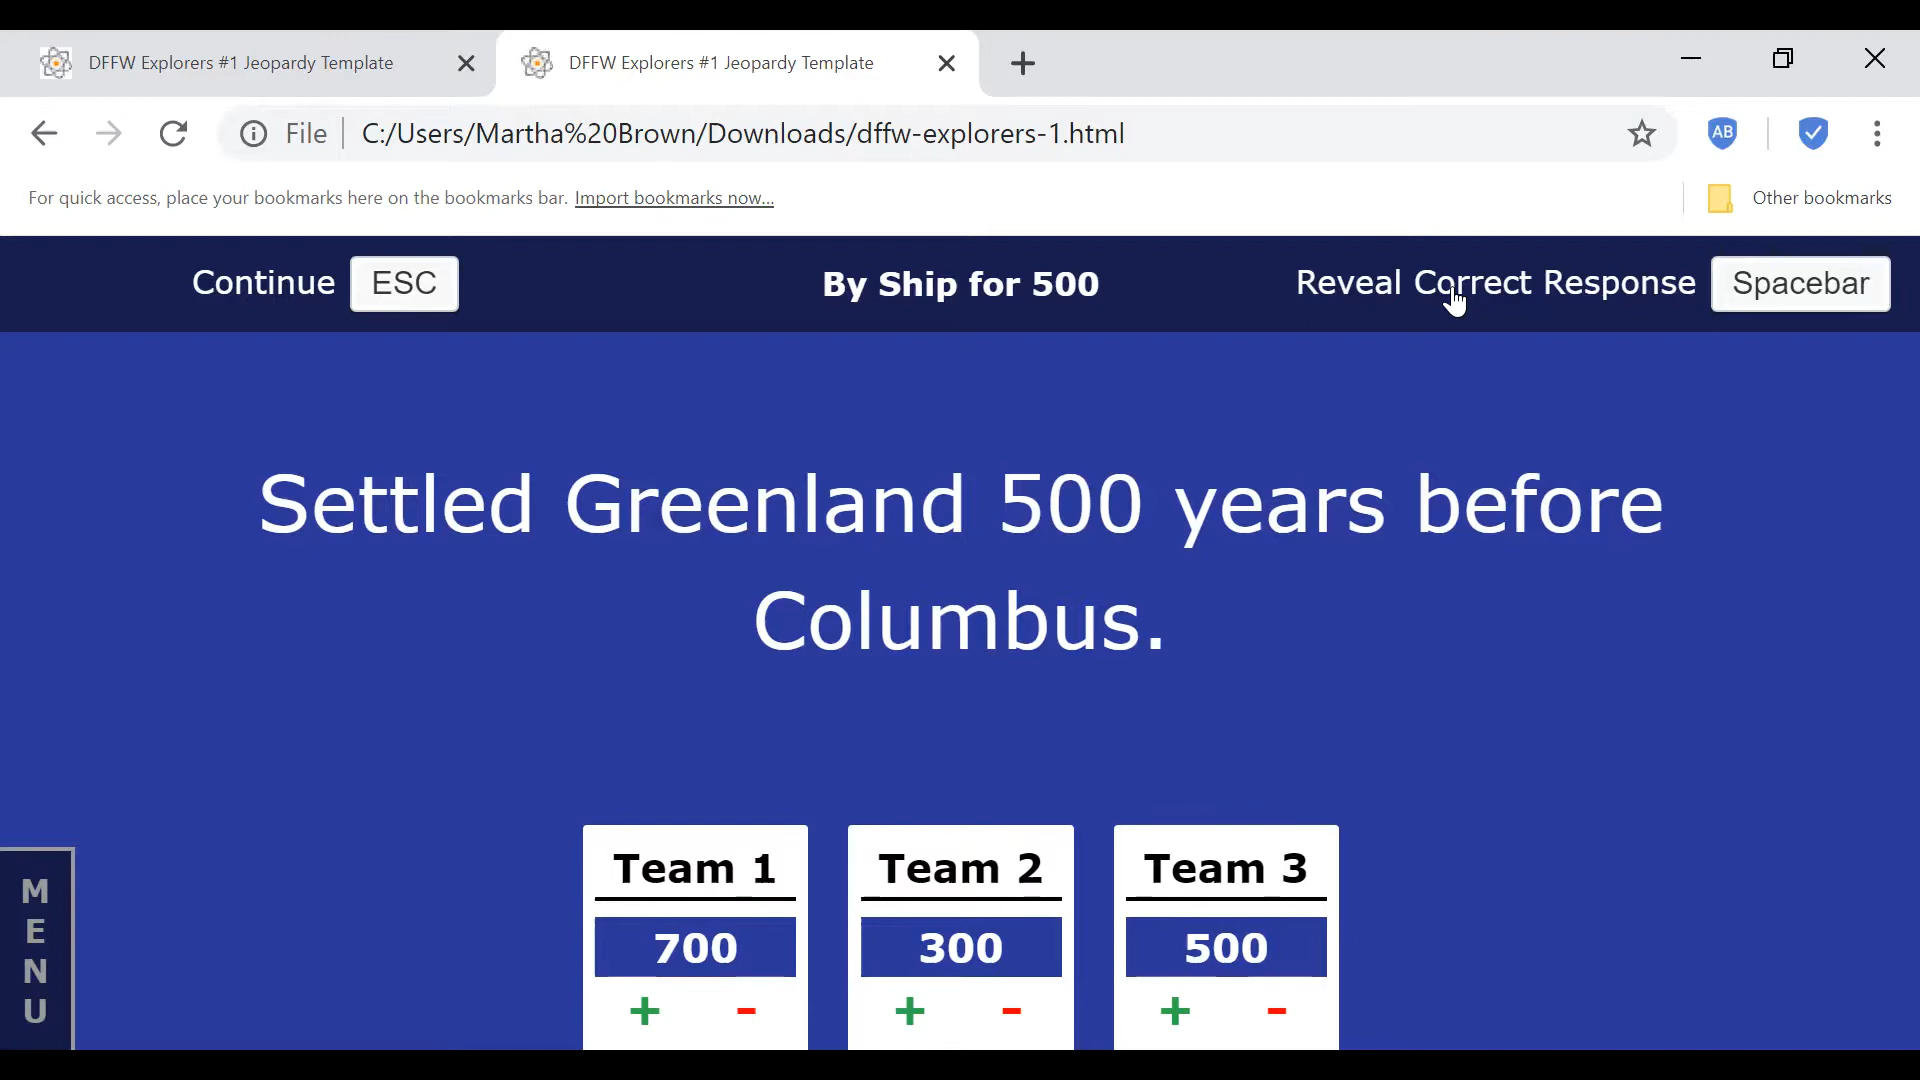 DFFW Explorers #1 Jeopardy Template
DFFW Explorers #1 Jeopardy Template
File
C:/Users/Martha%20Brown/Downloads/dffw-explorers-1.html
AB
For quick access, place your bookmarks here on the bookmarks bar. Import bookmarks now...
Other bookmarks
Continue ESC
By Ship for 500
Reveal Correct Response Spacebar
Settled Greenland 500 years before
Columbus.
MENU
Team 1
700
+ -
Team 2
300
+ -
Team 3
500
+ -